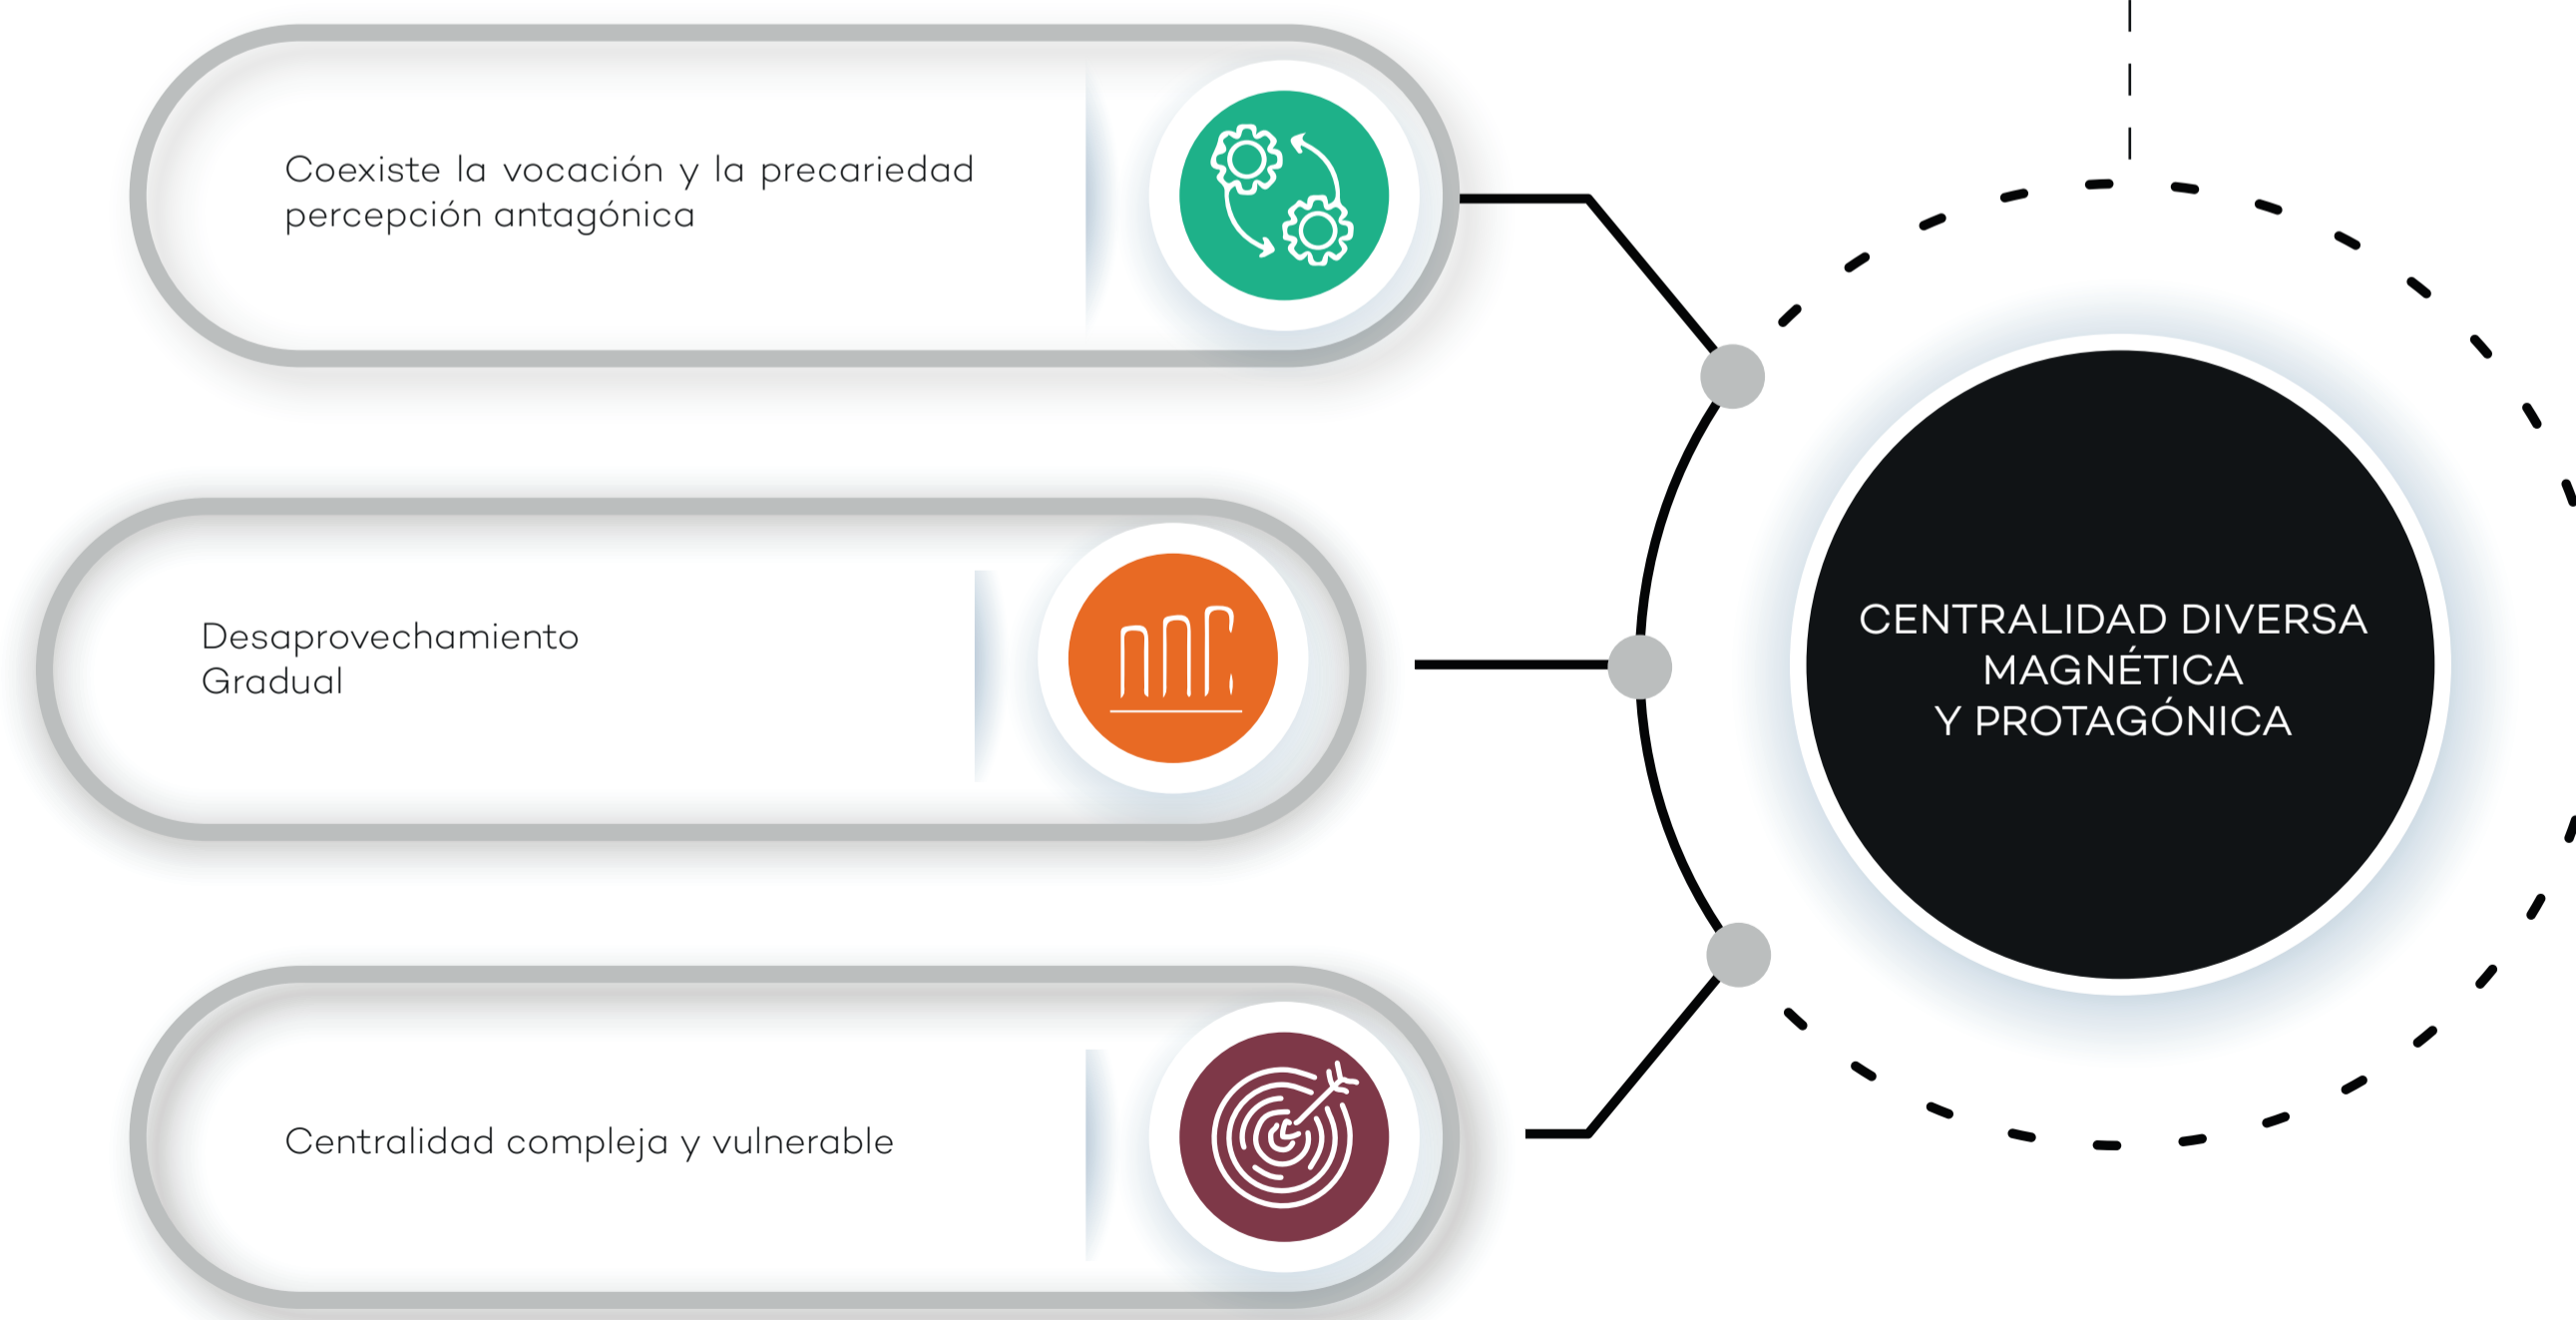 Coexiste la vocación y la precariedad
percepción antagónica
Desaprovechamiento
Gradual
Centralidad compleja y vulnerable
CENTRALIDAD DIVERSA
MAGNÉTICA
Y PROTAGÓNICA